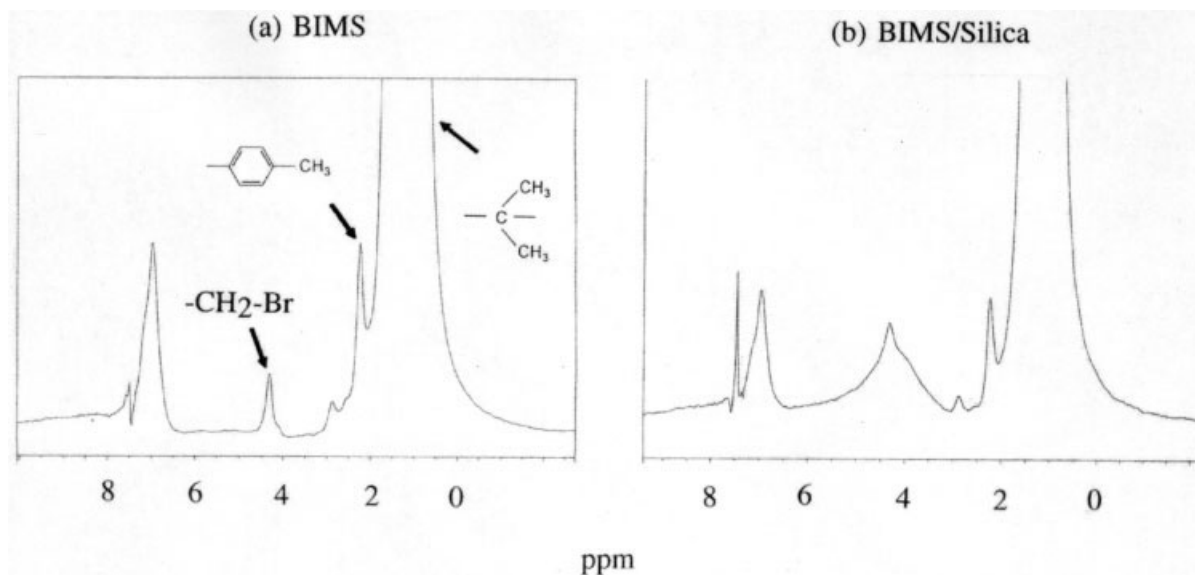 (a) BIMS
(b) BIMS/Silica
CH₃
-CH2-Br
CH₃
C
CH₃
8 6 4 2 0
8 6 4 2 0
ppm